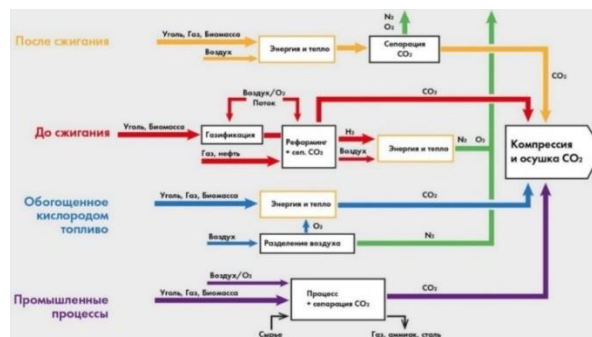 N₂
O₂
После сжигания
Уголь, Газ, Биомасса
Воздух
Энергия и тепло
Сепарация
CO₂
CO₂
Воздух/O₂
Поток
CO₂
До сжигания
Уголь, Биомасса
Газификация
Газ, нефть
Реформинг
+ сеп. CO₂
H₂
Воздух
Энергия и тепло
N₂ O₂
Компрессия
и осушка CO₂
Обогощенное
кислородом
топливо
Уголь, Газ, Биомасса
Энергия и тепло
CO₂
O₂
Воздух
Разделения воздуха
N₂
Промышленные
процессы
Воздух/O₂
Уголь, Газ, Биомасса
Процесс
+ сепарация CO₂
CO₂
Сырье
Газ, аммиак, сталь